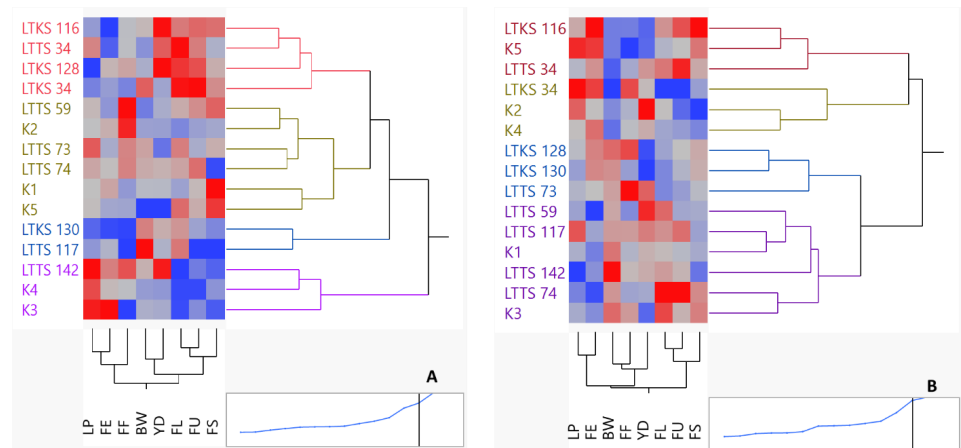 LTKS 116
LTTS 34
LTKS 128
LTKS 34
LTTS 59
K2
LTTS 73
LTTS 74
K1
K5
LTKS 130
LTTS 117
LTTS 142
K4
K3
LP
FE
FF
BW
YD
FL
FU
FS
A
LTKS 116
K5
LTTS 34
LTKS 34
K2
K4
LTKS 128
LTKS 130
LTTS 73
LTTS 59
LTTS 117
K1
LTTS 142
LTTS 74
K3
LP
FE
BW
FF
YD
FL
FU
FS
B